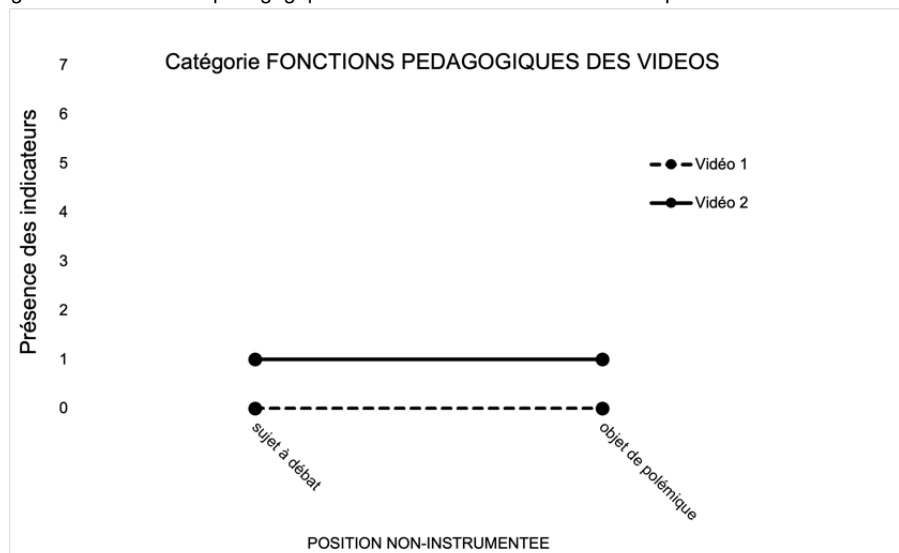 Catégorie FONCTIONS PEDAGOGIQUES DES VIDEOS
Présence des indicateurs
7
6
5
4
3
2
1
0
Vidéo 1
Vidéo 2
sujet à débat
objet de polémique
POSITION NON-INSTRUMENTEE